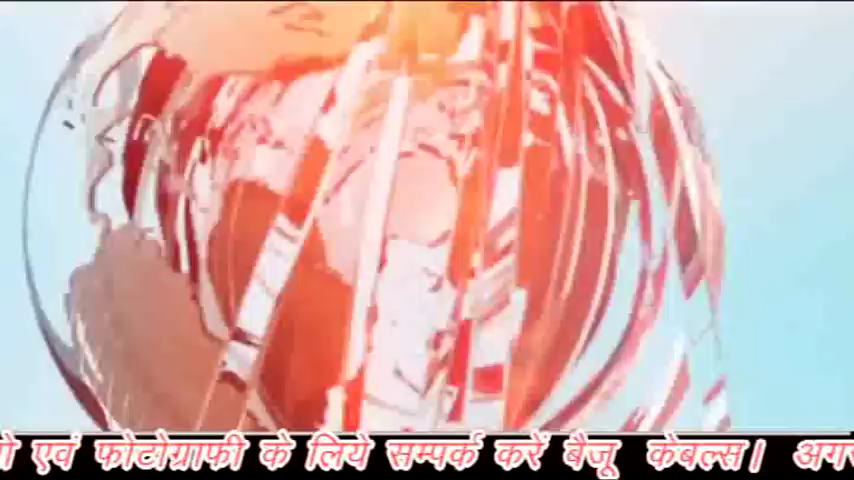 एवं फोटोग्राफी के लिये सम्पर्क करें बैजू केबल्स।